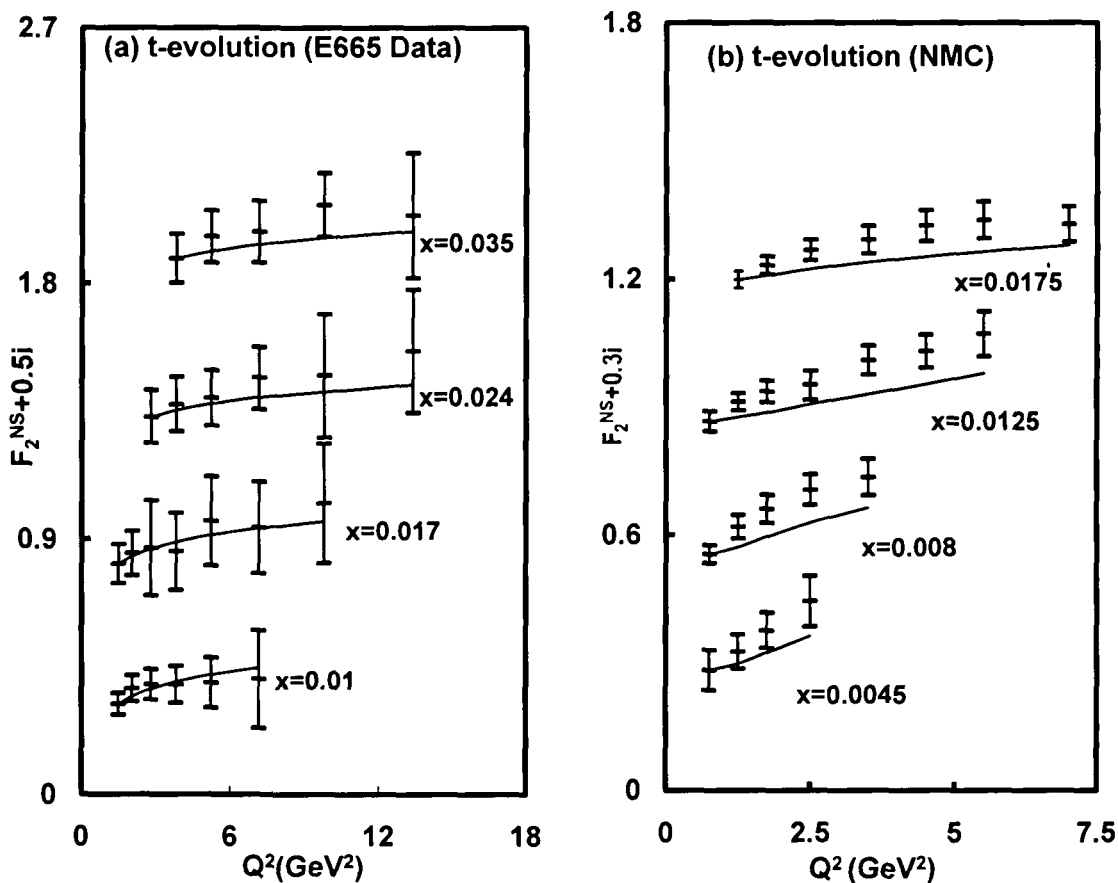 2.7
(a) t-evolution (E665 Data)
1.8
0.9
0
F₂ᴺˢ+0.5i
x=0.035
x=0.024
x=0.017
x=0.01
0 6 12 18
Q²(GeV²)
1.8
(b) t-evolution (NMC)
1.2
0.6
0
F₂ᴺˢ+0.3i
x=0.0175
x=0.0125
x=0.008
x=0.0045
0 2.5 5 7.5
Q² (GeV²)